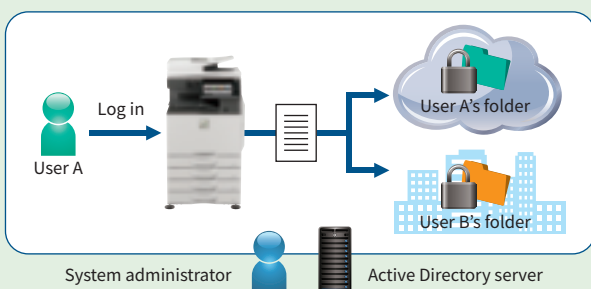 Log in
User A
User A's folder
User B's folder
System administrator
Active Directory server